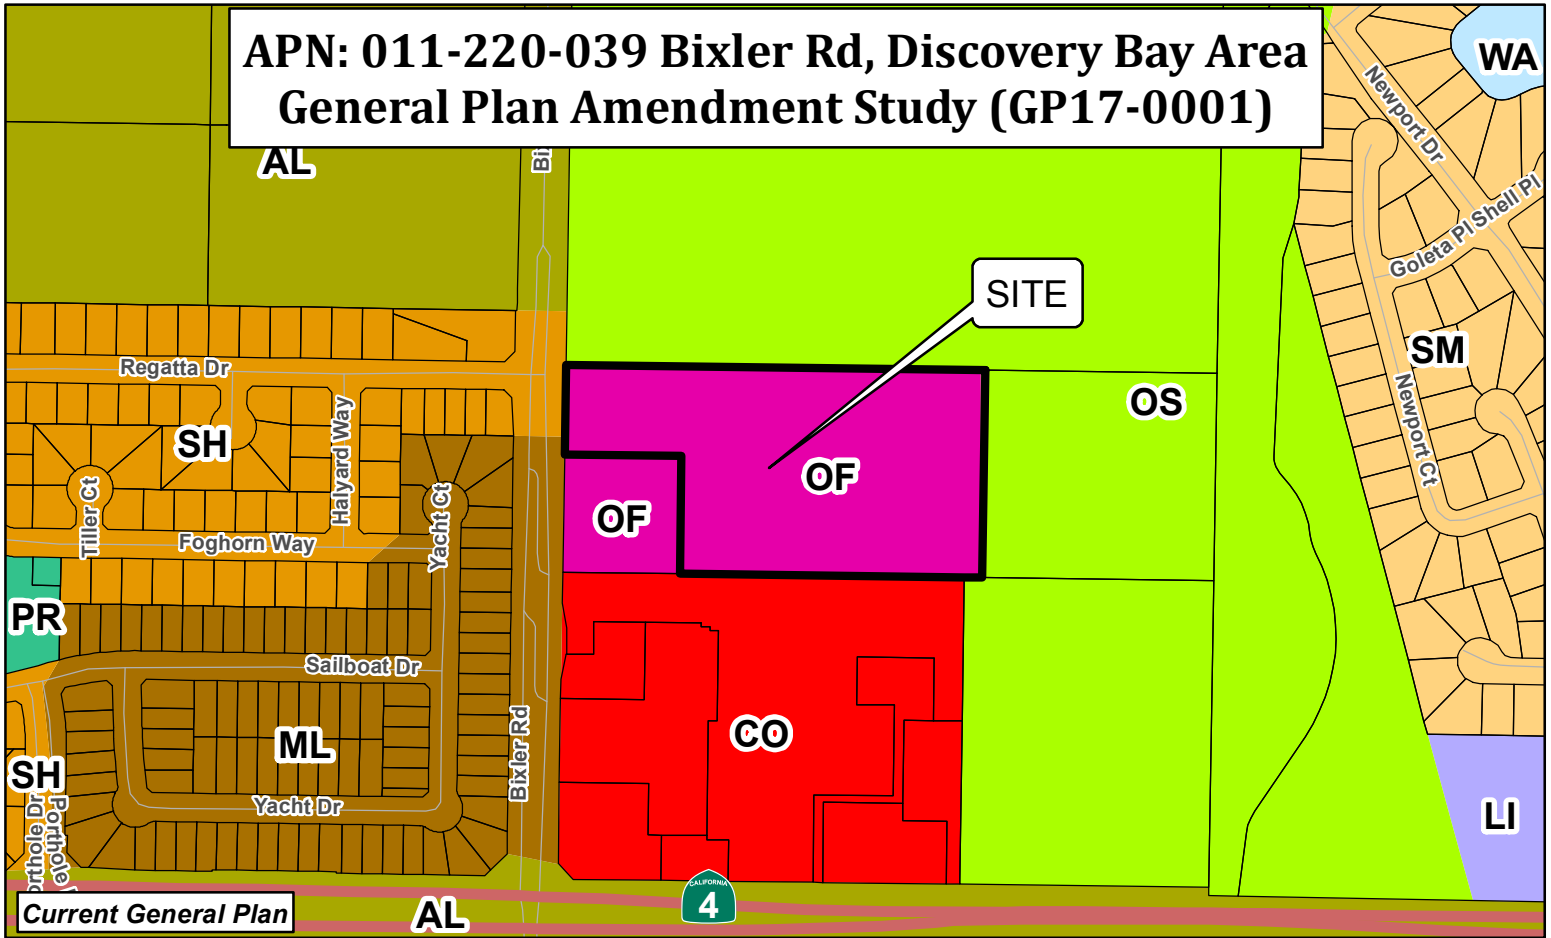 APN: 011-220-039 Bixler Rd, Discovery Bay Area
General Plan Amendment Study (GP17-0001)
WA
AL
Newport Dr
Shell Pl
Goleta Pl
SITE
SM
Regatta Dr
OS
Newport Ct
SH
Halyard Way
OF
Tiller Ct
Yacht Ct
OF
Foghorn Way
PR
Sailboat Dr
CO
ML
Bixler Rd
SH
Yacht Dr
LI
CALIFORNIA
4
Current General Plan
AL